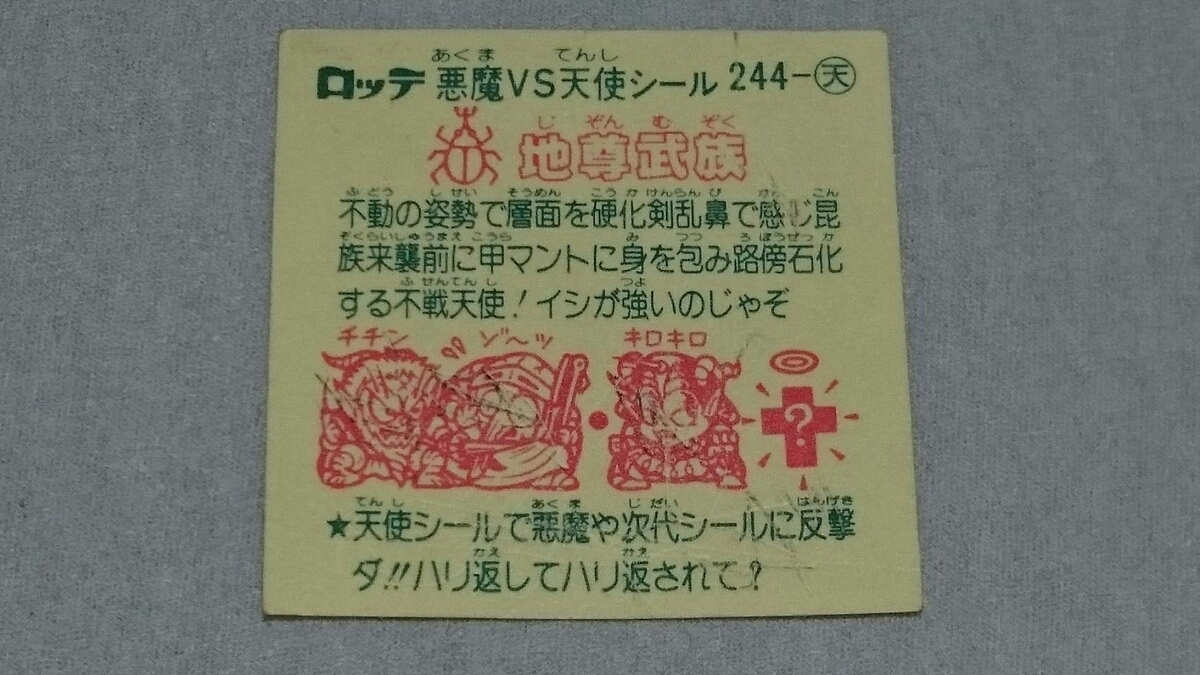 あくま てんし
ロッテ 悪魔VS天使シール 244-天
じ ぞん む ぞく
地尊武族
ふどう しせい そうめん こうか けんらん び かん こん
不動の姿勢で層面を硬化剣乱鼻で感じ昆
ぞくらいしゅうまえ こうら み つつ ろぼうせっか
族来襲前に甲マントに身を包み路傍石化
ふせんてんし つよ
する不戦天使!イシが強いのじゃぞ
チチン ゾ〜ッ キロキロ
?
てんし あくま じだい はんげき
★天使シールで悪魔や次代シールに反撃
かえ かえ
ダ!!ハリ返してハリ返されて?